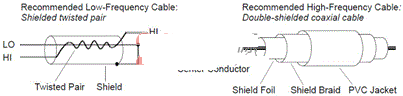 Recommended Low-Frequency Cable:
Shielded twisted pair
HI
LO
HI
Twisted Pair
Shield
Recommended High-Frequency Cable:
Double-shielded coaxial cable
Conductor
Shield Foil
Shield Braid
PVC Jacket